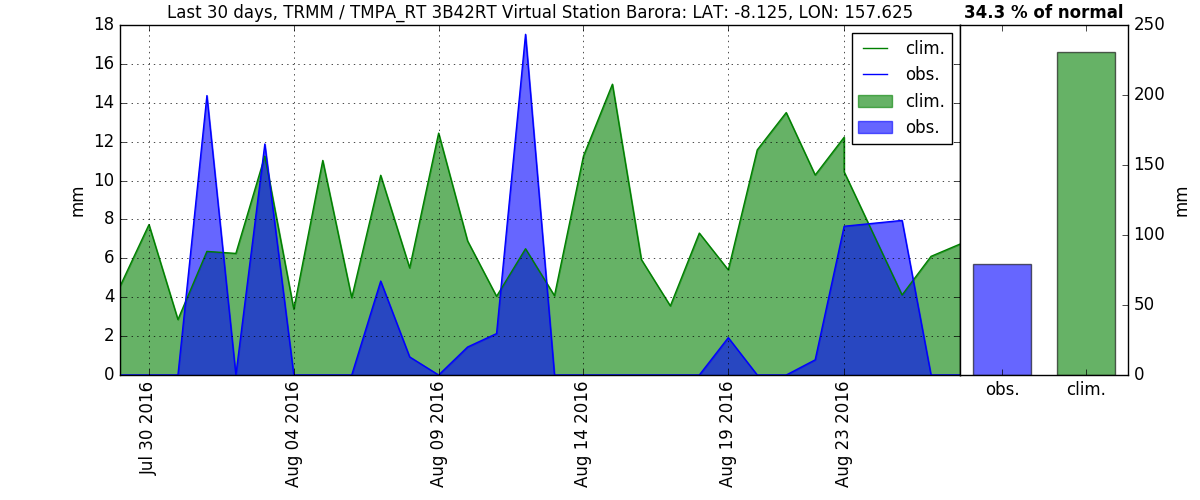 Last 30 days, TRMM / TMPA_RT 3B42RT Virtual Station Barora: LAT: -8.125, LON: 157.625
34.3 % of normal
18
16
14
12
10
8
6
4
2
0
mm
clim.
obs.
clim.
obs.
250
200
150
100
50
0
mm
obs.
clim.
Jul 30 2016
Aug 04 2016
Aug 09 2016
Aug 14 2016
Aug 19 2016
Aug 23 2016